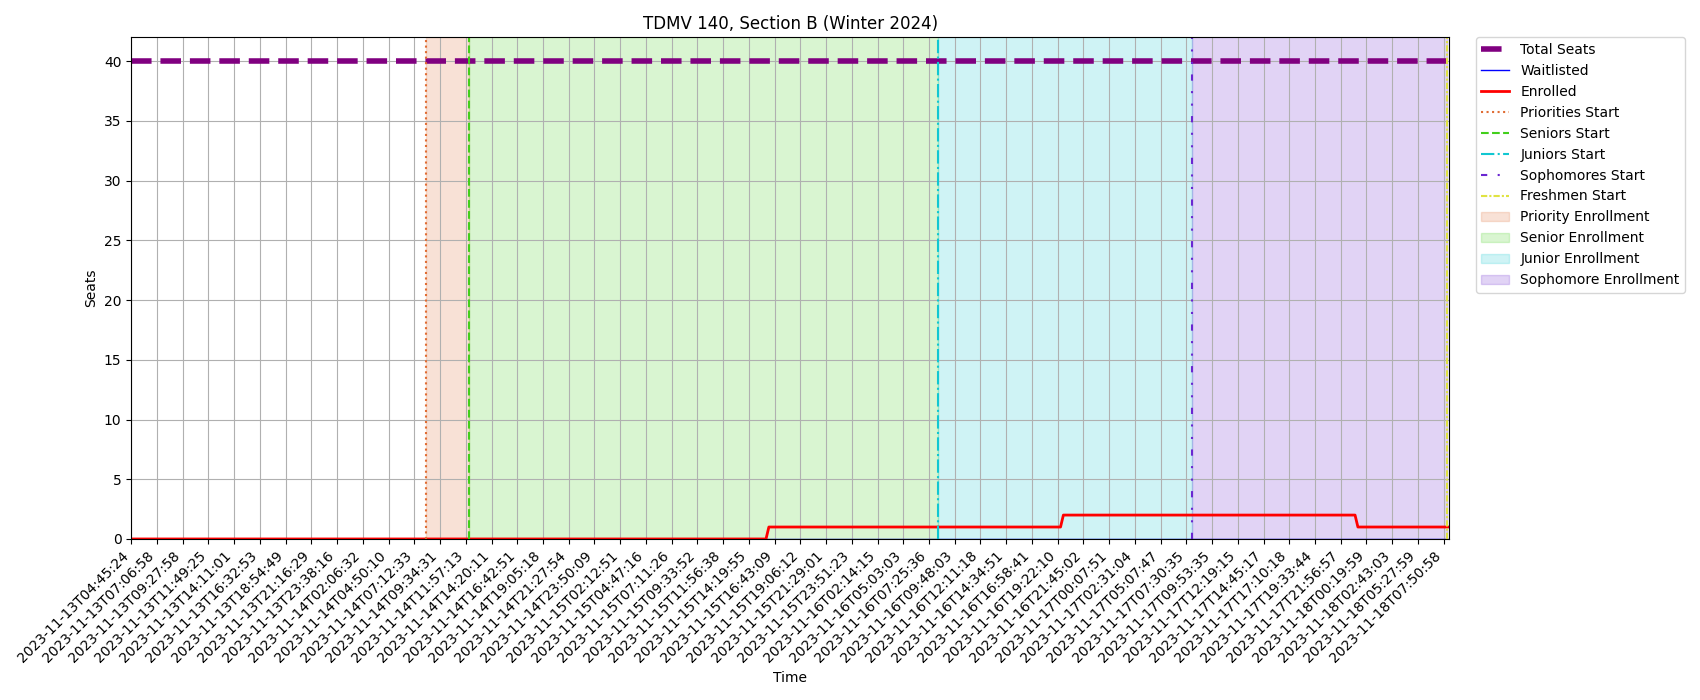 TDMV 140, Section B (Winter 2024)
Seats
40
35
30
25
20
15
10
5
0
2023-11-13T04:45:24
2023-11-13T07:06:58
2023-11-13T09:27:58
2023-11-13T11:49:25
2023-11-13T14:11:01
2023-11-13T16:32:53
2023-11-13T18:54:49
2023-11-13T21:16:29
2023-11-13T23:38:16
2023-11-14T02:06:32
2023-11-14T04:50:10
2023-11-14T07:12:33
2023-11-14T09:34:31
2023-11-14T11:57:13
2023-11-14T14:20:11
2023-11-14T16:42:51
2023-11-14T19:05:18
2023-11-14T21:27:54
2023-11-14T23:50:09
2023-11-15T02:12:51
2023-11-15T04:47:16
2023-11-15T07:11:26
2023-11-15T09:33:52
2023-11-15T11:56:38
2023-11-15T14:19:55
2023-11-15T16:43:09
2023-11-15T19:06:12
2023-11-15T21:29:01
2023-11-15T23:51:23
2023-11-16T02:14:15
2023-11-16T05:03:03
2023-11-16T07:25:36
2023-11-16T09:48:03
2023-11-16T12:11:18
2023-11-16T14:34:51
2023-11-16T16:58:41
2023-11-16T19:22:10
2023-11-16T21:45:02
2023-11-17T00:07:51
2023-11-17T02:31:04
2023-11-17T05:07:47
2023-11-17T07:30:35
2023-11-17T09:53:35
2023-11-17T12:19:15
2023-11-17T14:45:17
2023-11-17T17:10:18
2023-11-17T19:33:44
2023-11-17T21:56:57
2023-11-18T00:19:59
2023-11-18T02:43:03
2023-11-18T05:27:59
2023-11-18T07:50:58
Time
Total Seats
Waitlisted
Enrolled
Priorities Start
Seniors Start
Juniors Start
Sophomores Start
Freshmen Start
Priority Enrollment
Senior Enrollment
Junior Enrollment
Sophomore Enrollment